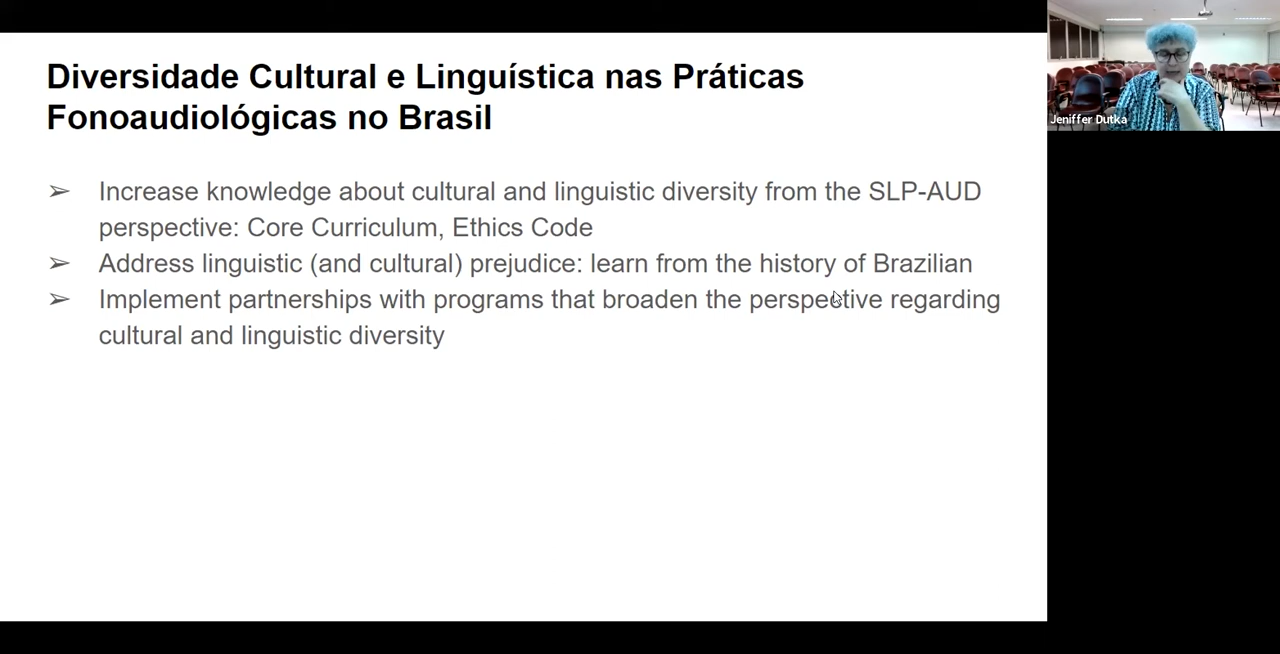 Diversidade Cultural e Linguística nas Práticas
Fonoaudiológicas no Brasil
➢ Increase knowledge about cultural and linguistic diversity from the SLP-AUD
perspective: Core Curriculum, Ethics Code
➢ Address linguistic (and cultural) prejudice: learn from the history of Brazilian
➢ Implement partnerships with programs that broaden the perspective regarding
cultural and linguistic diversity
Jeniffer Dutka